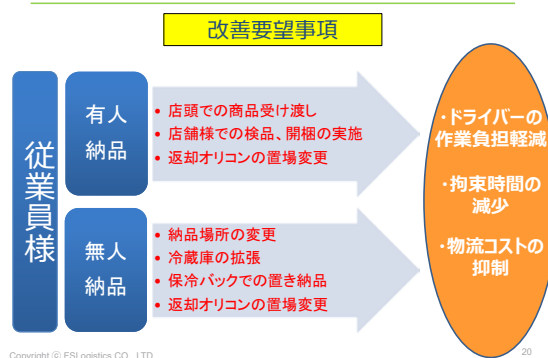 改善要望事項
従業員様
有人
納品
• 店頭での商品受け渡し
• 店舗様での検品、開梱の実施
• 返却オリコンの置場変更
無人
納品
• 納品場所の変更
• 冷蔵庫の拡張
• 保冷バックでの置き納品
• 返却オリコンの置場変更
・ドライバーの
作業負担軽減
・拘束時間の
減少
・物流コストの
抑制
Copyright ⓒ FSLogistics CO., LTD
20